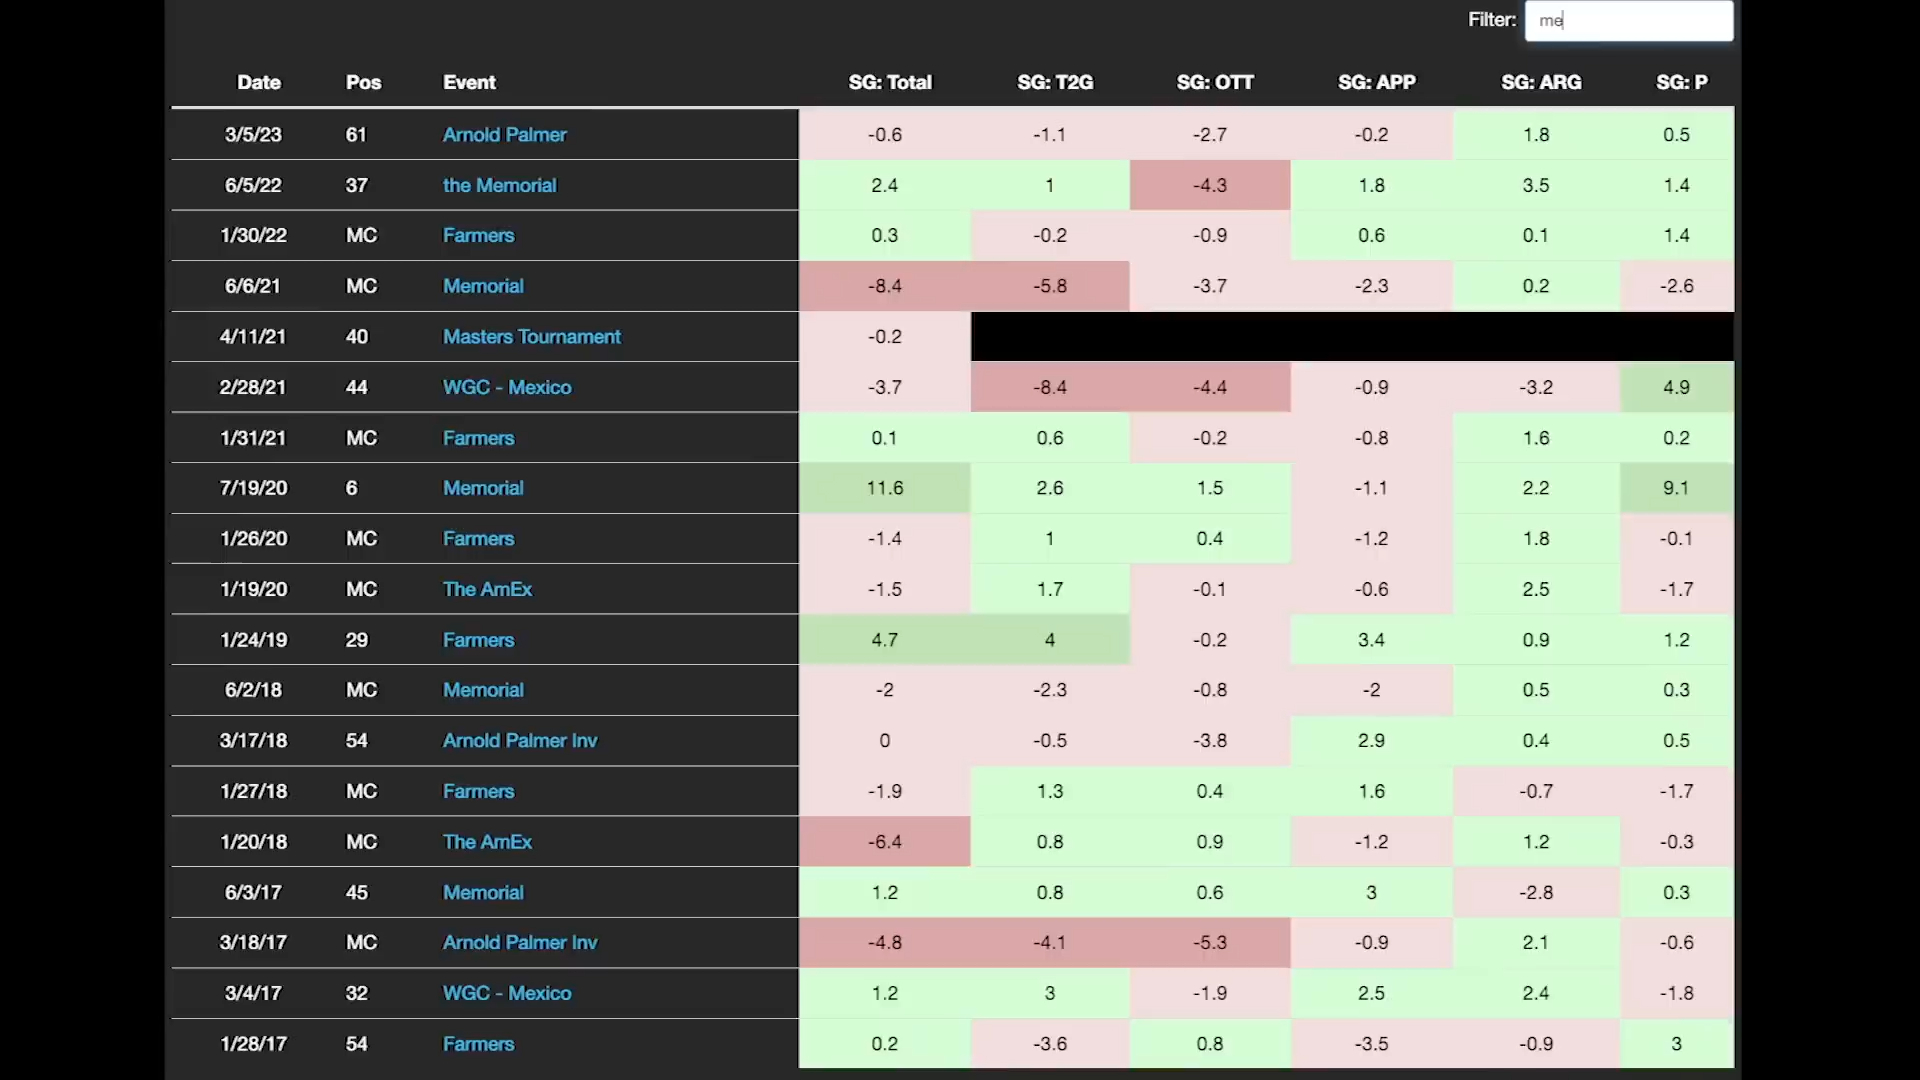 Filter: me
Date Pos Event SG: Total SG: T2G SG: OTT SG: APP SG: ARG SG: P
3/5/23 61 Arnold Palmer -0.6 -1.1 -2.7 -0.2 1.8 0.5
6/5/22 37 the Memorial 2.4 1 -4.3 1.8 3.5 1.4
1/30/22 MC Farmers 0.3 -0.2 -0.9 0.6 0.1 1.4
6/6/21 MC Memorial -8.4 -5.8 -3.7 -2.3 0.2 -2.6
4/11/21 40 Masters Tournament -0.2
2/28/21 44 WGC - Mexico -3.7 -8.4 -4.4 -0.9 -3.2 4.9
1/31/21 MC Farmers 0.1 0.6 -0.2 -0.8 1.6 0.2
7/19/20 6 Memorial 11.6 2.6 1.5 -1.1 2.2 9.1
1/26/20 MC Farmers -1.4 1 0.4 -1.2 1.8 -0.1
1/19/20 MC The AmEx -1.5 1.7 -0.1 -0.6 2.5 -1.7
1/24/19 29 Farmers 4.7 4 -0.2 3.4 0.9 1.2
6/2/18 MC Memorial -2 -2.3 -0.8 -2 0.5 0.3
3/17/18 54 Arnold Palmer Inv 0 -0.5 -3.8 2.9 0.4 0.5
1/27/18 MC Farmers -1.9 1.3 0.4 1.6 -0.7 -1.7
1/20/18 MC The AmEx -6.4 0.8 0.9 -1.2 1.2 -0.3
6/3/17 45 Memorial 1.2 0.8 0.6 3 -2.8 0.3
3/18/17 MC Arnold Palmer Inv -4.8 -4.1 -5.3 -0.9 2.1 -0.6
3/4/17 32 WGC - Mexico 1.2 3 -1.9 2.5 2.4 -1.8
1/28/17 54 Farmers 0.2 -3.6 0.8 -3.5 -0.9 3